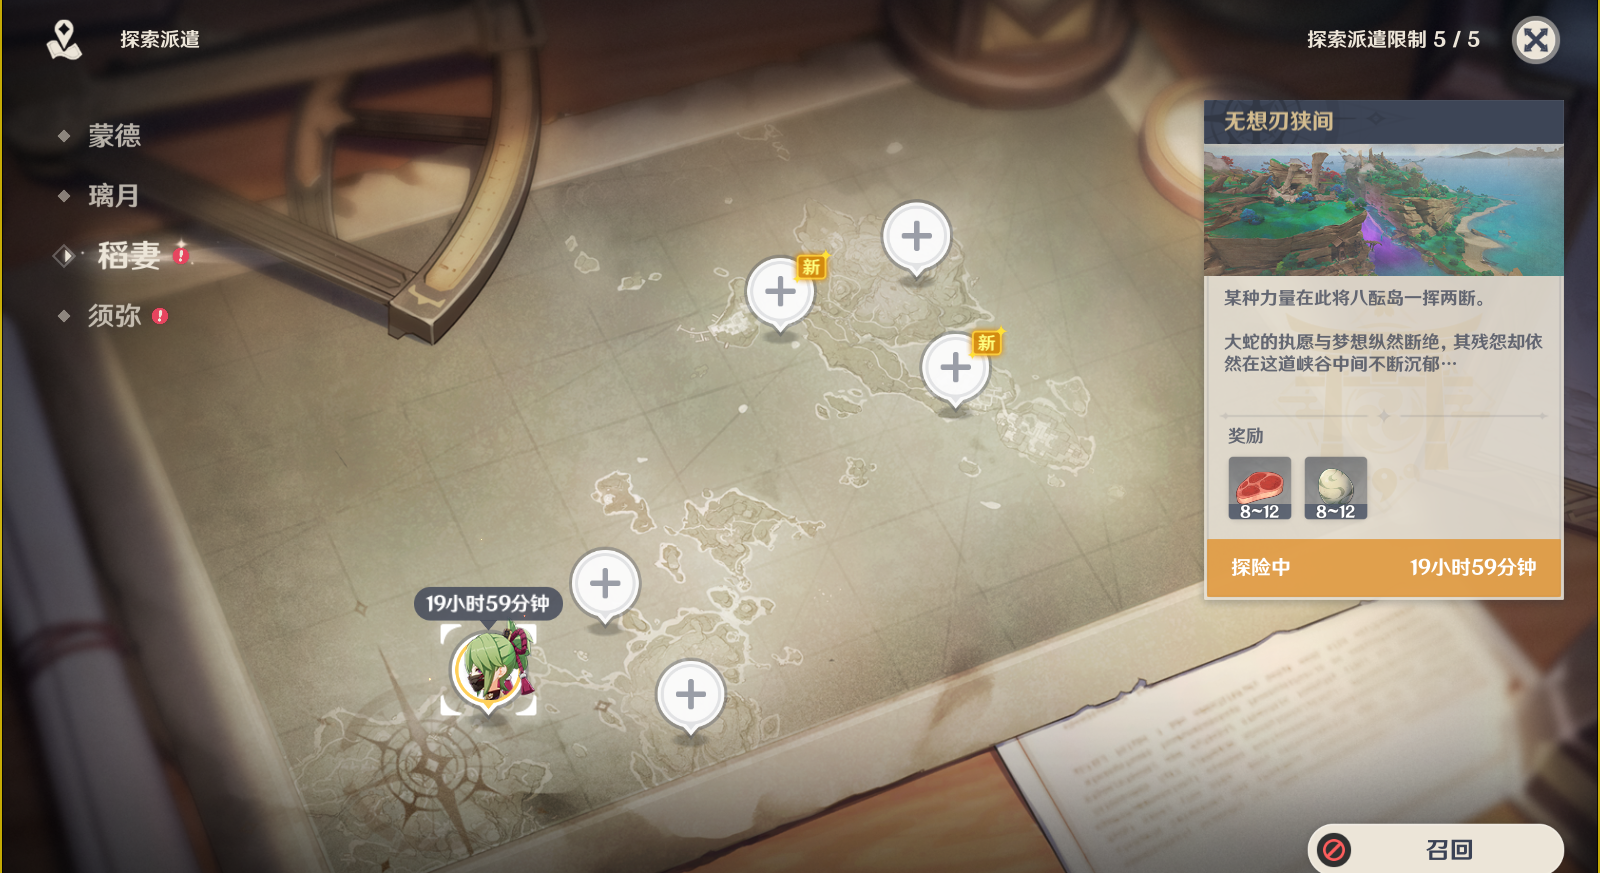 探索派遣
探索派遣限制 5 / 5
蒙德
璃月
稻妻
须弥
新
新
19小时59分钟
无想刃狭间
某种力量在此将八酝岛一挥两断。
大蛇的执愿与梦想纵然断绝，其残怨却依
然在这道峡谷中间不断沉郁…
奖励
8~12
8~12
探险中
19小时59分钟
召回